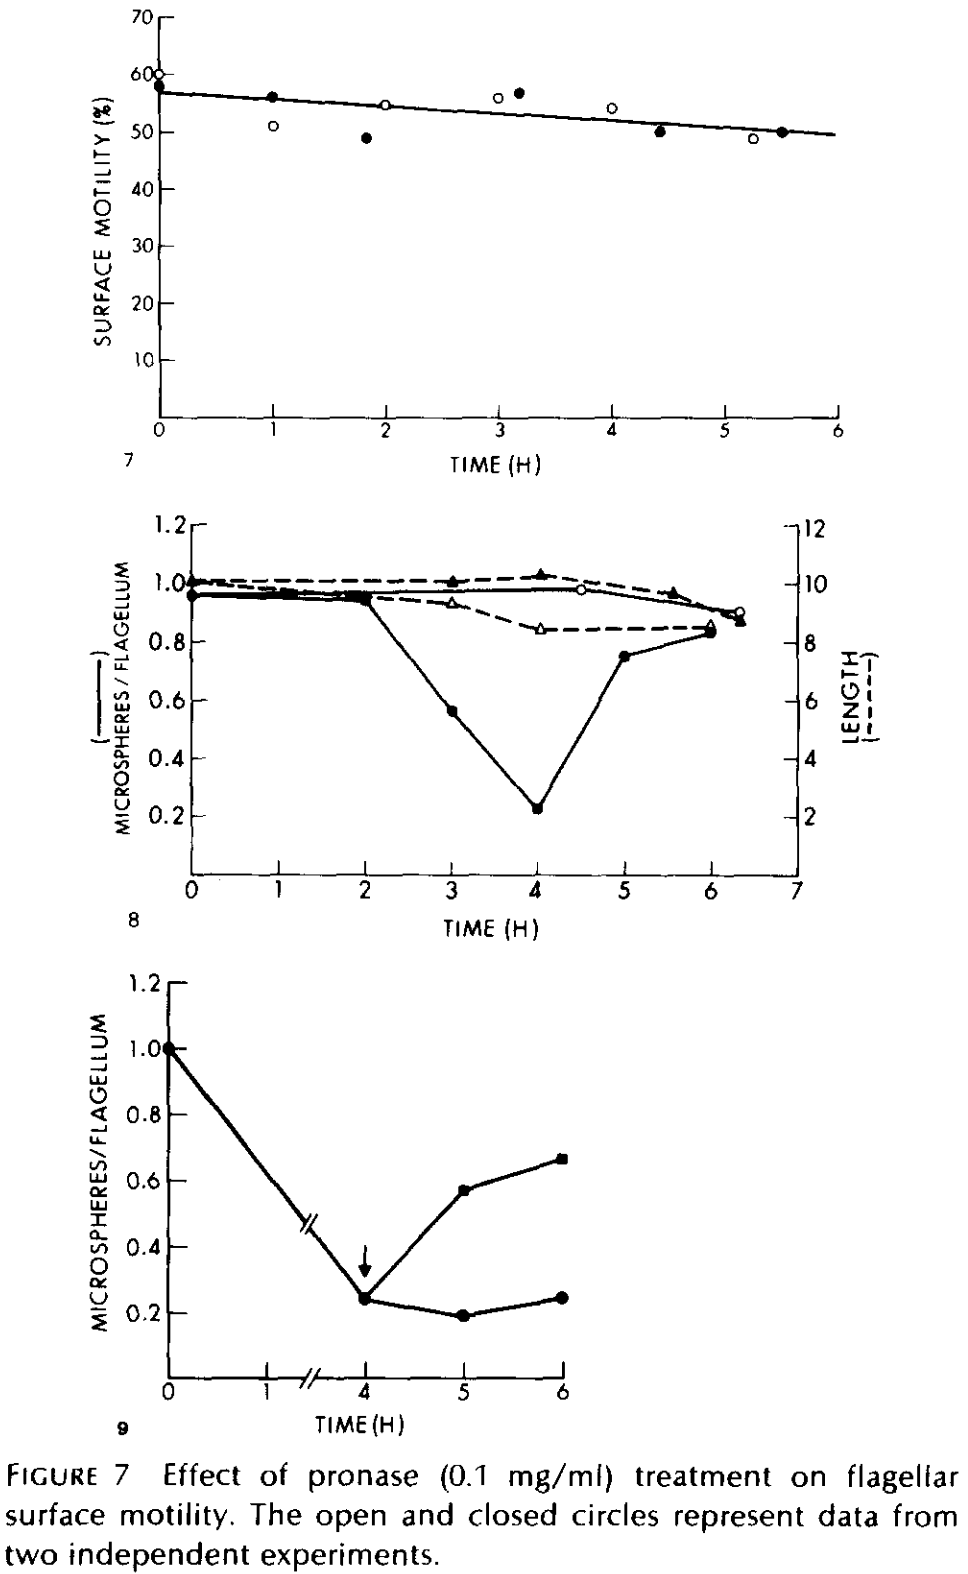 70
60
50
40
30
20
10
SURFACE MOTILITY (%)
0 1 2 3 4 5 6
TIME (H)
7
1.2
1.0
0.8
0.6
0.4
0.2
MICROSPHERES / FLAGELLUM
(——)
12
10
8
6
4
2
LENGTH
(-----)
0 1 2 3 4 5 6 7
TIME (H)
8
1.2
1.0
0.8
0.6
0.4
0.2
MICROSPHERES/FLAGELLUM
0 1 4 5 6
TIME (H)
9
FIGURE 7 Effect of pronase (0.1 mg/ml) treatment on flagellar
surface motility. The open and closed circles represent data from
two independent experiments.